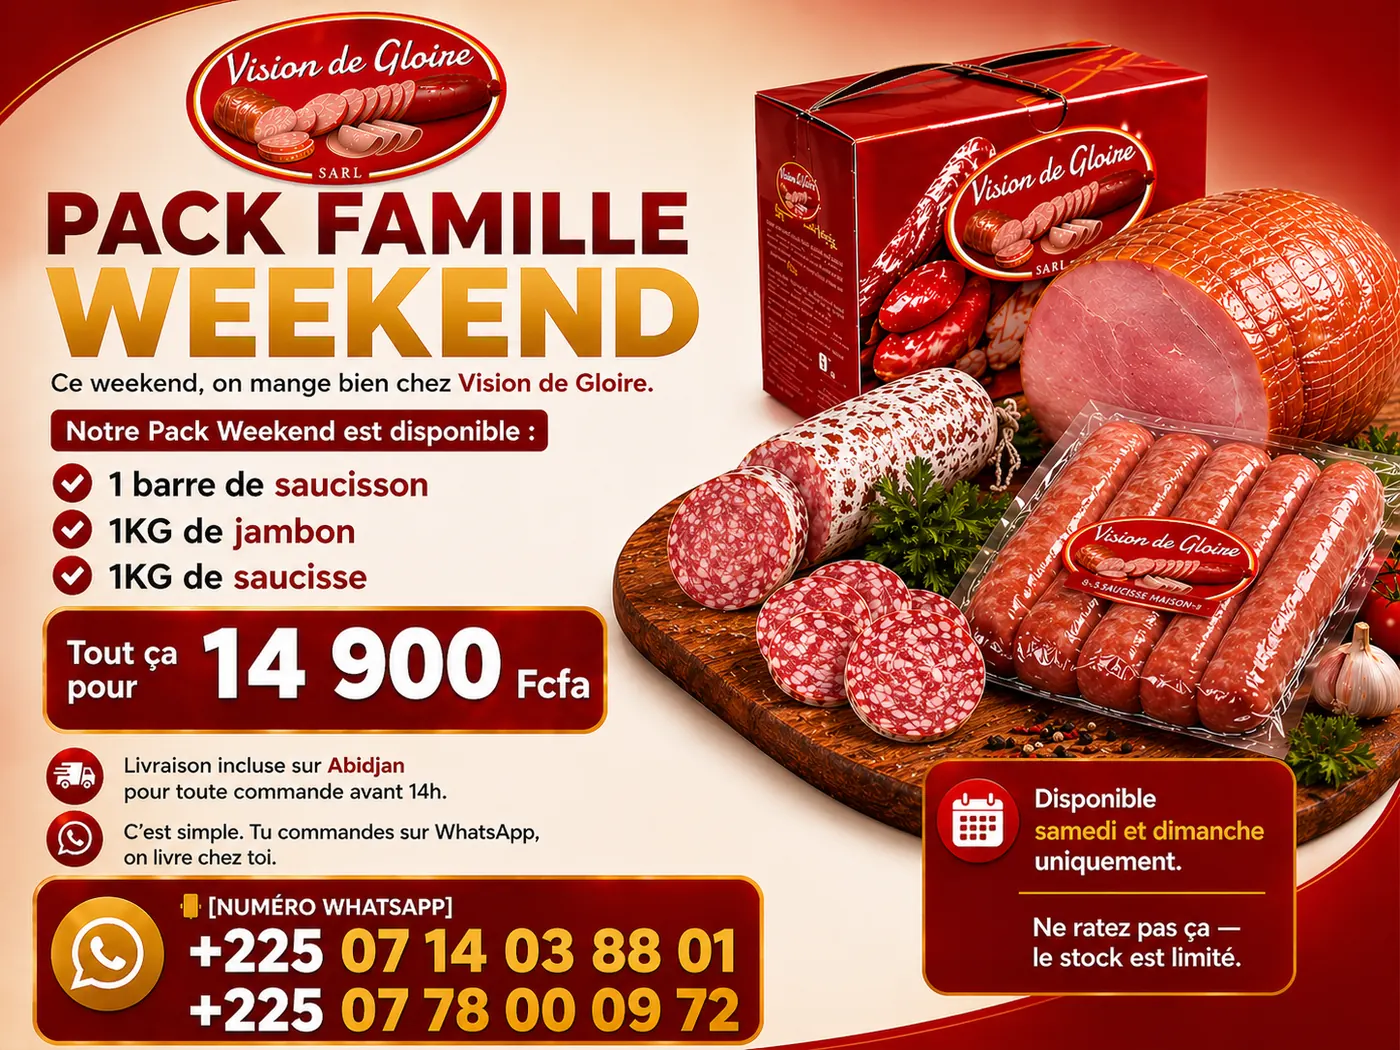 Vision de Gloire
SARL
PACK FAMILLE
WEEKEND
Ce weekend, on mange bien chez Vision de Gloire.
Notre Pack Weekend est disponible :
1 barre de saucisson
1KG de jambon
1KG de saucisse
Tout ça
pour
14 900 Fcfa
Livraison incluse sur Abidjan
pour toute commande avant 14h.
C'est simple. Tu commandes sur WhatsApp,
on livre chez toi.
[NUMÉRO WHATSAPP]
+225 07 14 03 88 01
+225 07 78 00 09 72
Vision de Gloire
SARL
Vision de Gloire
SAUCISSE MAISON
Disponible
samedi et dimanche
uniquement.
Ne ratez pas ça —
le stock est limité.